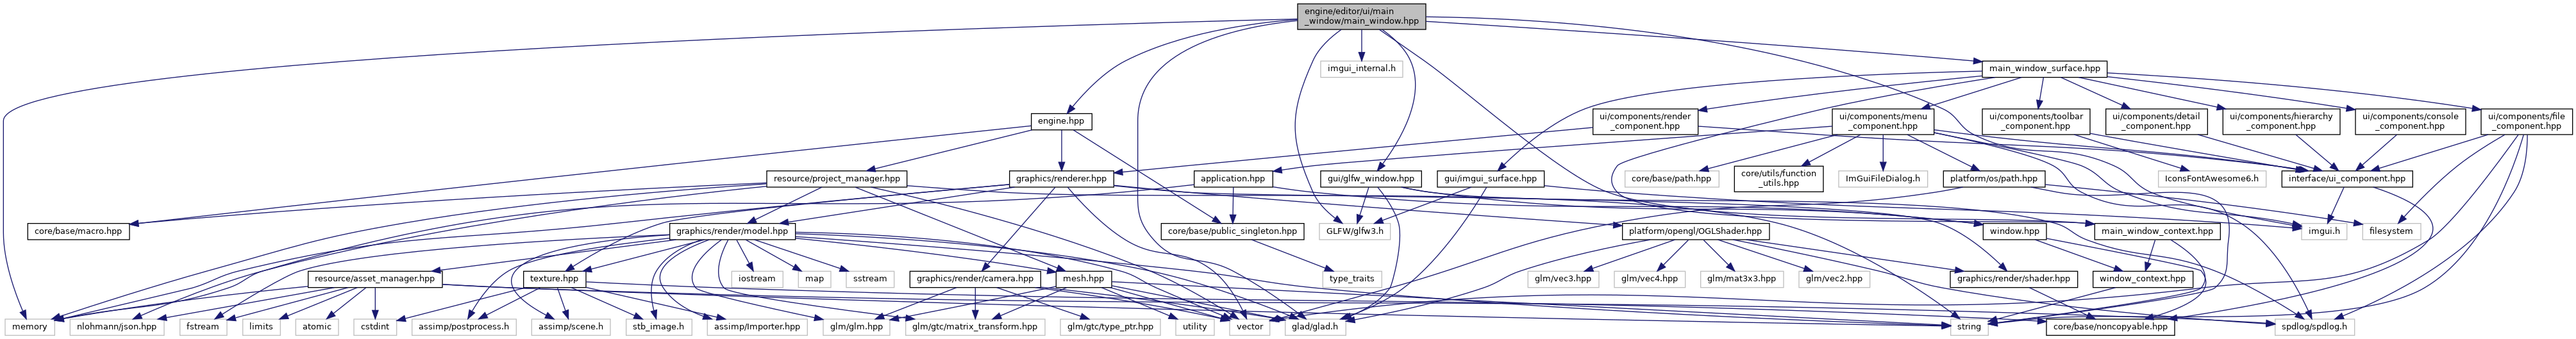 engine/editor/ui/main
_window/main_window.hpp
imgui_internal.h
main_window_surface.hpp
engine.hpp
ui/components/render
_component.hpp
ui/components/menu
_component.hpp
ui/components/toolbar
_component.hpp
ui/components/detail
_component.hpp
ui/components/hierarchy
_component.hpp
ui/components/console
_component.hpp
ui/components/file
_component.hpp
resource/project_manager.hpp
graphics/renderer.hpp
application.hpp
gui/glfw_window.hpp
gui/imgui_surface.hpp
core/base/path.hpp
core/utils/function
_utils.hpp
ImGuiFileDialog.h
platform/os/path.hpp
IconsFontAwesome6.h
interface/ui_component.hpp
core/base/macro.hpp
graphics/render/model.hpp
core/base/public_singleton.hpp
GLFW/glfw3.h
platform/opengl/OGLShader.hpp
window.hpp
main_window_context.hpp
imgui.h
filesystem
resource/asset_manager.hpp
texture.hpp
iostream
map
sstream
graphics/render/camera.hpp
mesh.hpp
type_traits
glm/vec3.hpp
glm/vec4.hpp
glm/mat3x3.hpp
glm/vec2.hpp
graphics/render/shader.hpp
window_context.hpp
memory
nlohmann/json.hpp
fstream
limits
atomic
cstdint
assimp/postprocess.h
assimp/scene.h
stb_image.h
assimp/Importer.hpp
glm/glm.hpp
glm/gtc/matrix_transform.hpp
glm/gtc/type_ptr.hpp
utility
vector
glad/glad.h
string
core/base/noncopyable.hpp
spdlog/spdlog.h